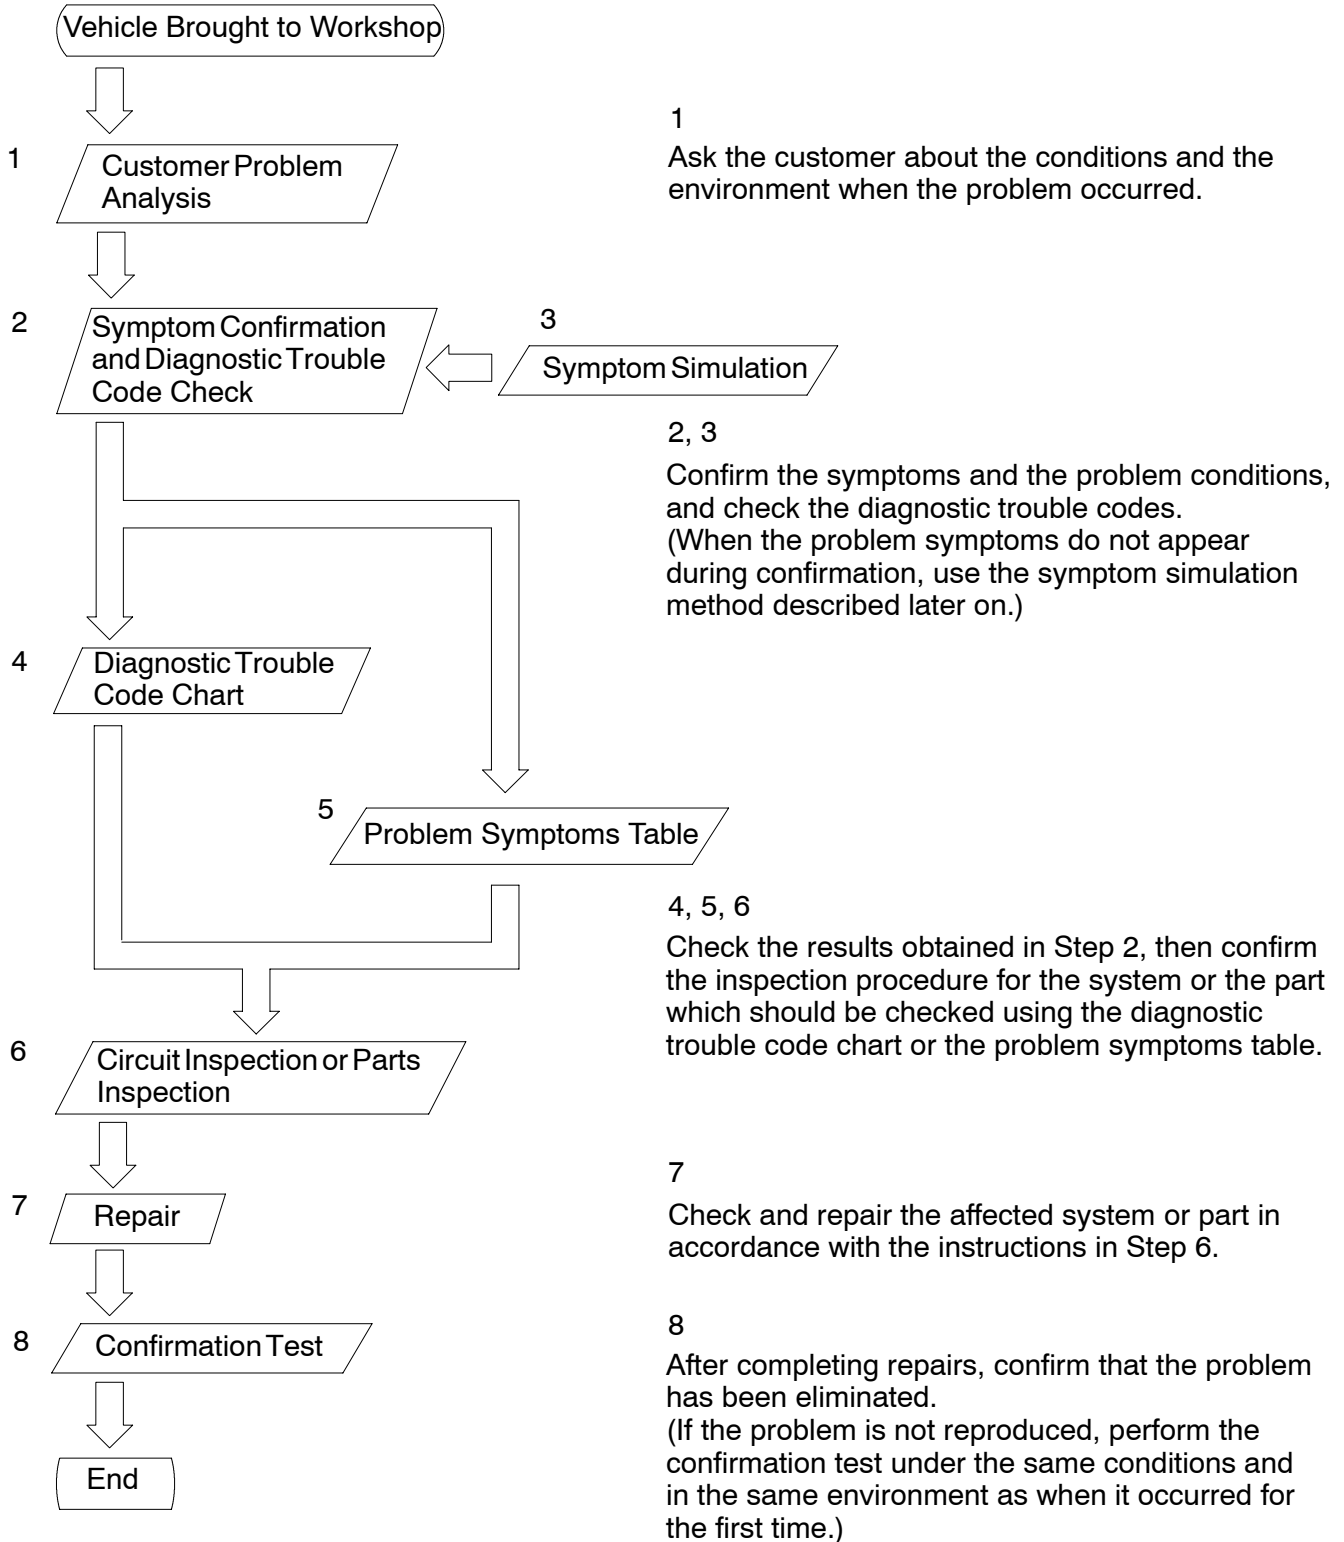 Vehicle Brought to Workshop
1
Customer Problem
Analysis
1
Ask the customer about the conditions and the
environment when the problem occurred.
2
Symptom Confirmation
and Diagnostic Trouble
Code Check
3
Symptom Simulation
2, 3
Confirm the symptoms and the problem conditions,
and check the diagnostic trouble codes.
(When the problem symptoms do not appear
during confirmation, use the symptom simulation
method described later on.)
4
Diagnostic Trouble
Code Chart
5
Problem Symptoms Table
4, 5, 6
Check the results obtained in Step 2, then confirm
the inspection procedure for the system or the part
which should be checked using the diagnostic
trouble code chart or the problem symptoms table.
6
Circuit Inspection or Parts
Inspection
7
Repair
7
Check and repair the affected system or part in
accordance with the instructions in Step 6.
8
Confirmation Test
8
After completing repairs, confirm that the problem
has been eliminated.
(If the problem is not reproduced, perform the
confirmation test under the same conditions and
in the same environment as when it occurred for
the first time.)
End